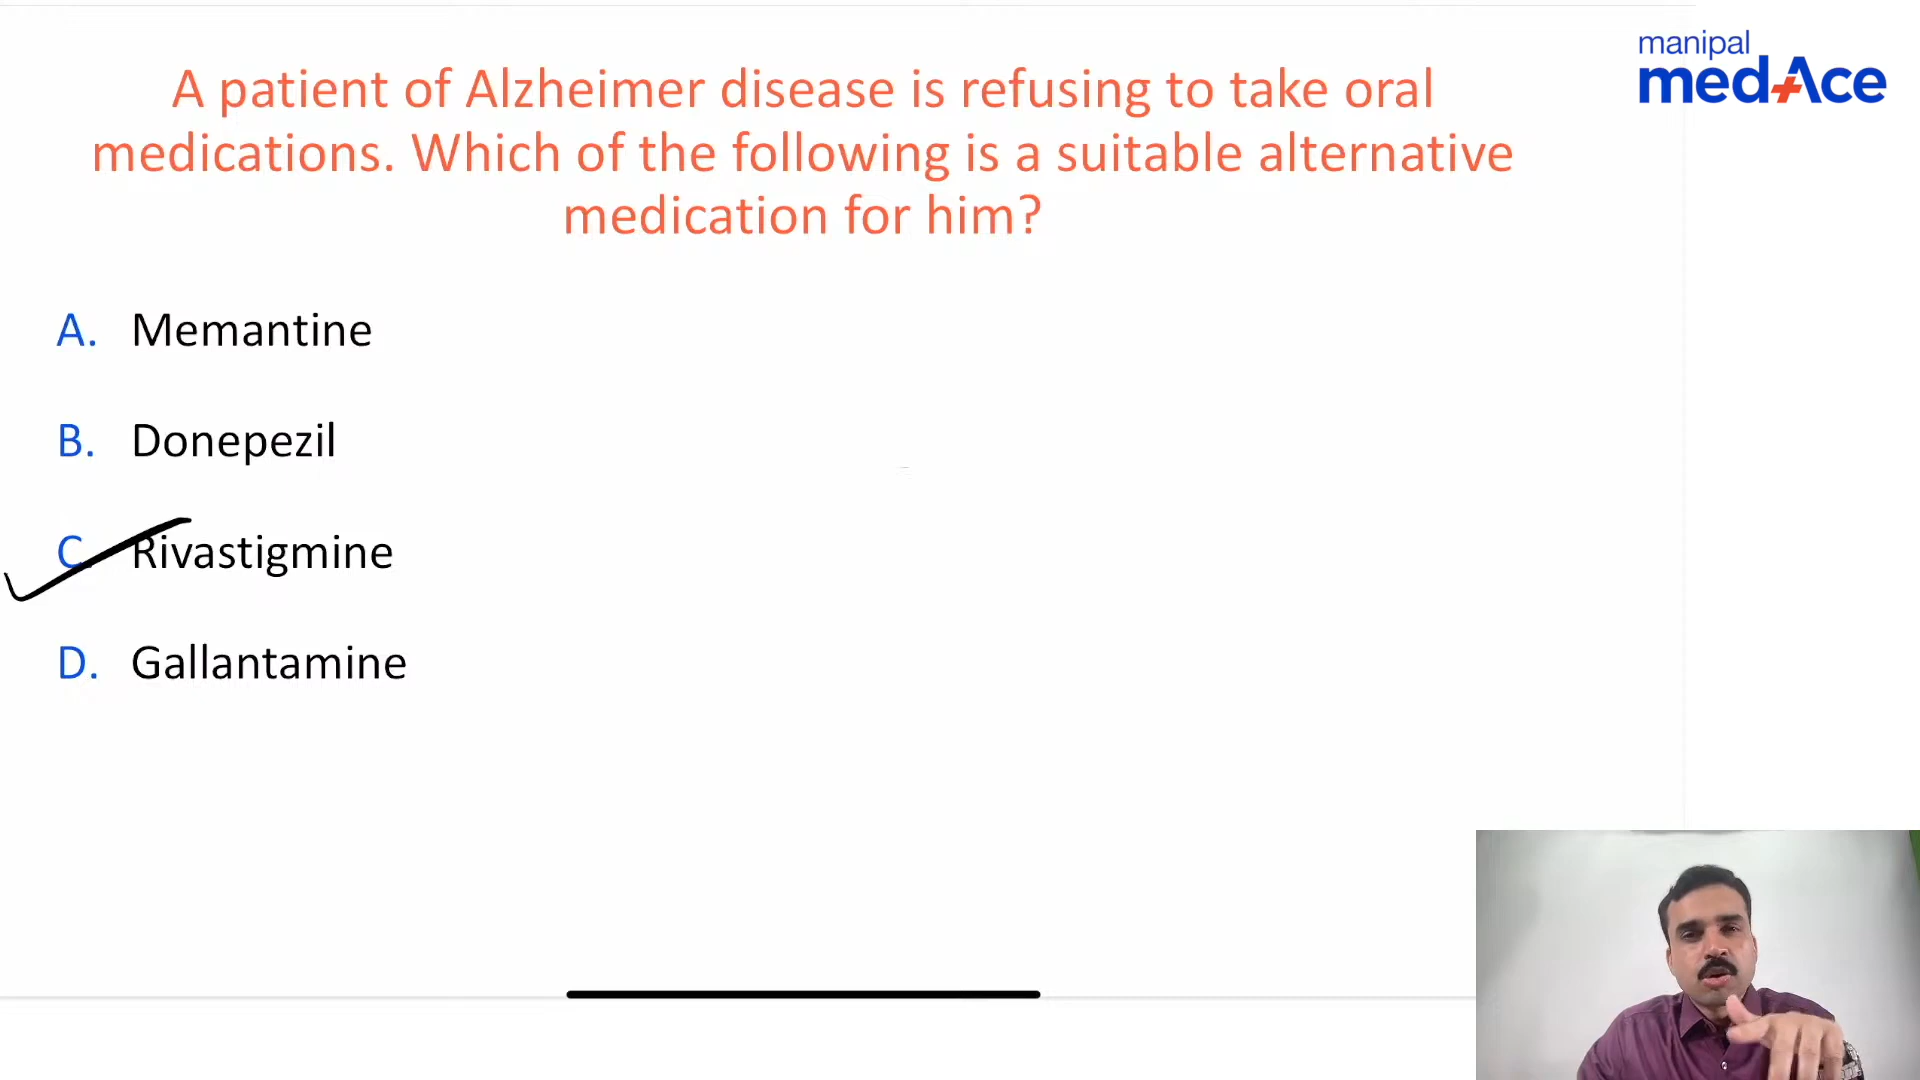 manipal
medAce
A patient of Alzheimer disease is refusing to take oral
medications. Which of the following is a suitable alternative
medication for him?
A. Memantine
B. Donepezil
C. Rivastigmine
D. Gallantamine